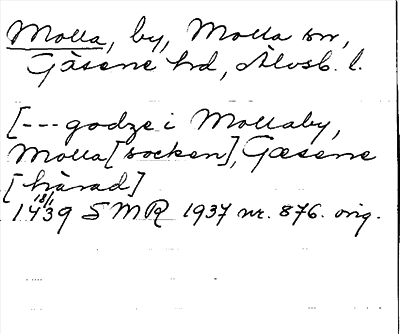 Molla, by, Molla sn,
Gäsene hd, Älvsb. l.
[--- godze i Mollaby,
Molla [socken], Gæsene
[härad]
18/1
1439 SMR 1937 nr. 876. orig.